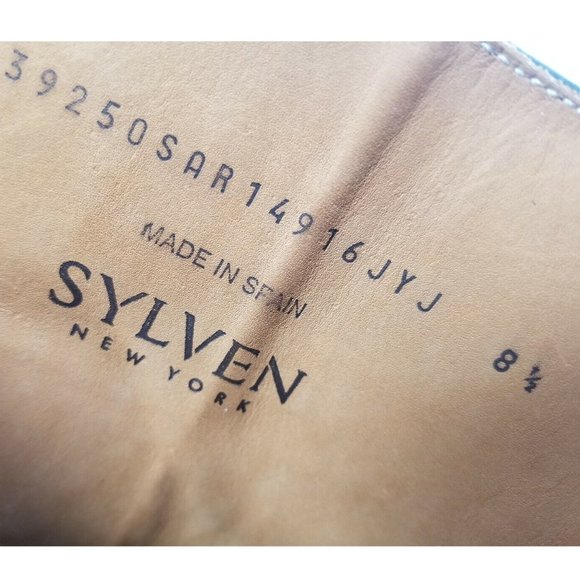 39250SAR14916JYJ 8½
MADE IN SPAIN
SYLVEN
NEW YORK